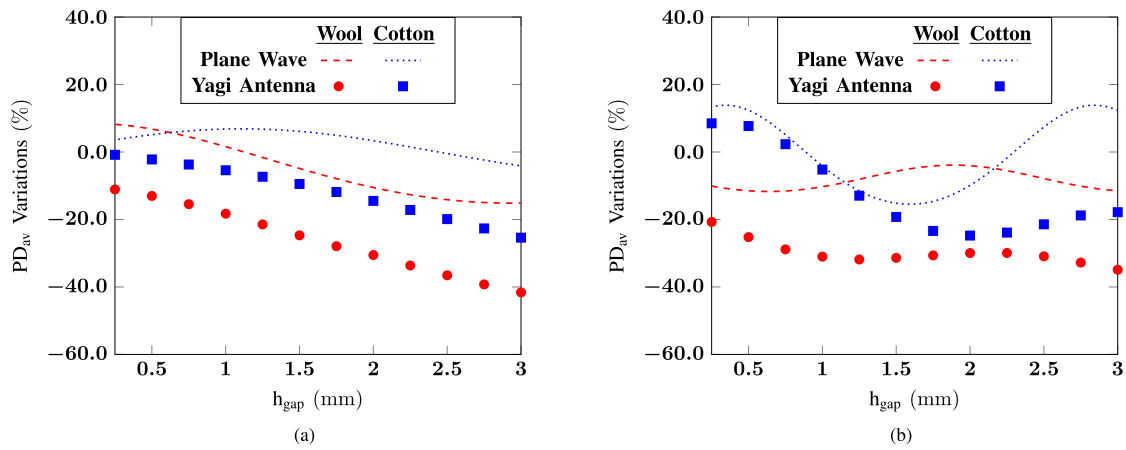 40.0
20.0
0.0
−20.0
−40.0
−60.0
PD_av Variations (%)
Wool Cotton
Plane Wave
Yagi Antenna
0.5 1 1.5 2 2.5 3
h_gap (mm)
(a)
40.0
20.0
0.0
−20.0
−40.0
−60.0
PD_av Variations (%)
Wool Cotton
Plane Wave
Yagi Antenna
0.5 1 1.5 2 2.5 3
h_gap (mm)
(b)